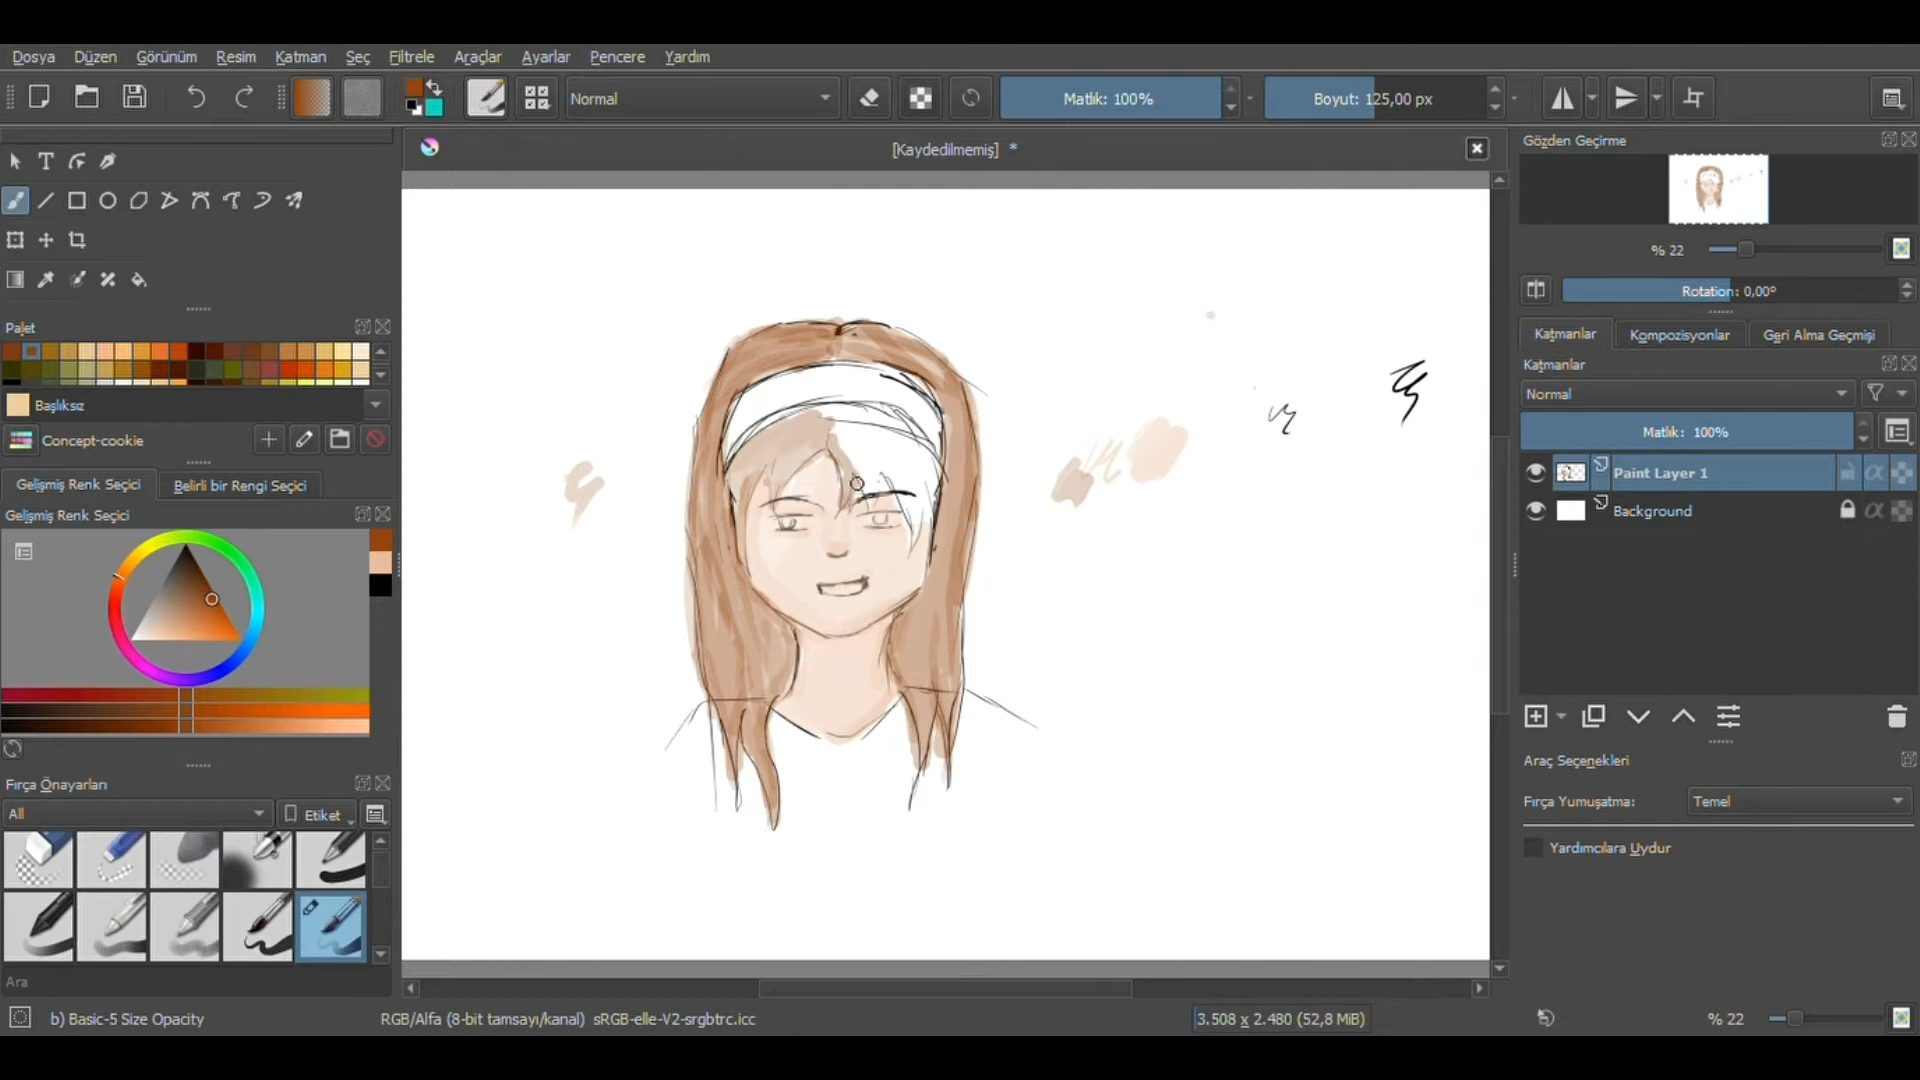 Dosya Düzen Görünüm Resim Katman Seç Filtrele Araçlar Ayarlar Pencere Yardım
Normal
Matlık: 100%
Boyut: 125,00 px
[Kaydedilmemiş] *
Gözden Geçirme
% 22
Rotation: 0,00°
Katmanlar Kompozisyonlar Geri Alma Geçmişi
Katmanlar
Normal
Matlık: 100%
Paint Layer 1
Background
Araç Seçenekleri
Fırça Yumuşatma: Temel
Yardımcılara Uydur
Palet
Başlıksız
Concept-cookie
Gelişmiş Renk Seçici Belirli bir Rengi Seçici
Gelişmiş Renk Seçici
Fırça Önayarları
All Etiket
Ara
b) Basic-5 Size Opacity
RGB/Alfa (8-bit tamsayı/kanal) sRGB-elle-V2-srgbtrc.icc
3.508 x 2.480 (52,8 MiB)
% 22